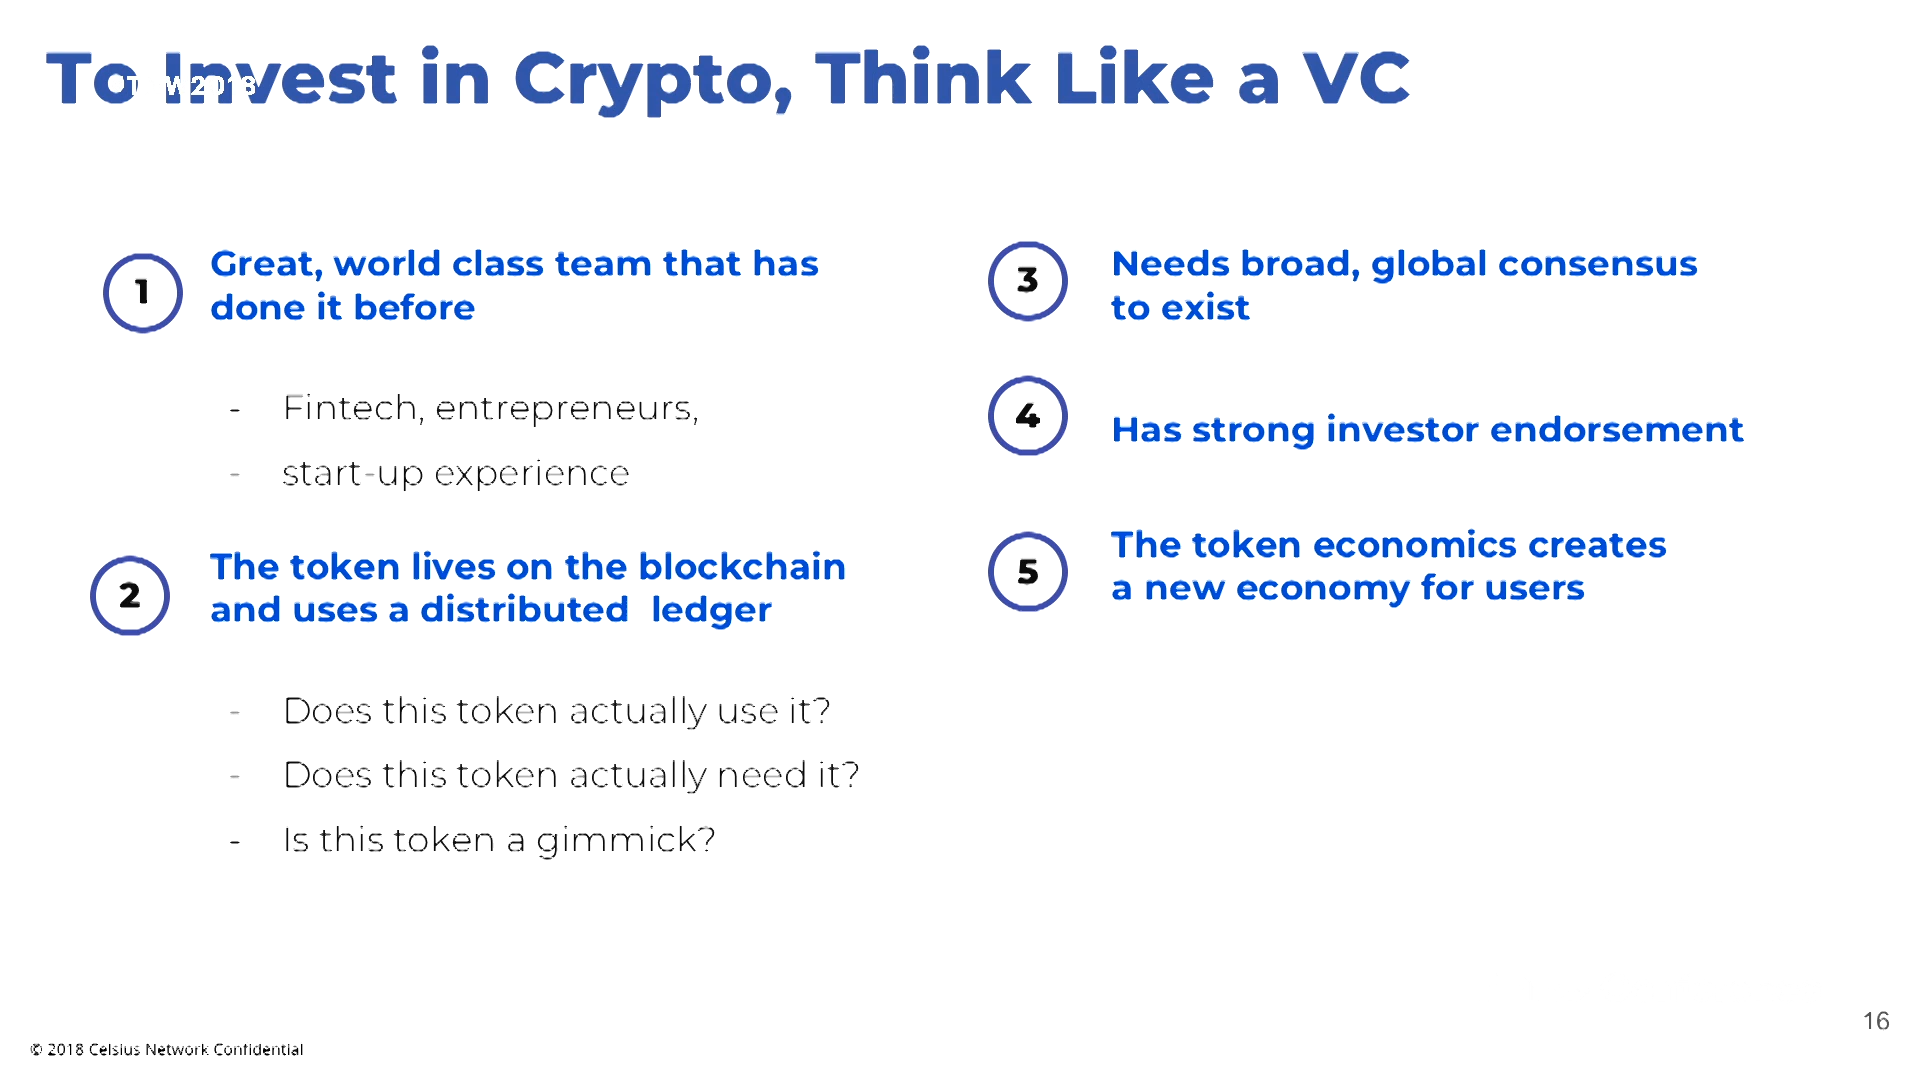 To Invest in Crypto, Think Like a VC
1
Great, world class team that has
done it before
- Fintech, entrepreneurs,
- start-up experience
2
The token lives on the blockchain
and uses a distributed ledger
- Does this token actually use it?
- Does this token actually need it?
- Is this token a gimmick?
3
Needs broad, global consensus
to exist
4
Has strong investor endorsement
5
The token economics creates
a new economy for users
16
© 2018 Celsius Network Confidential